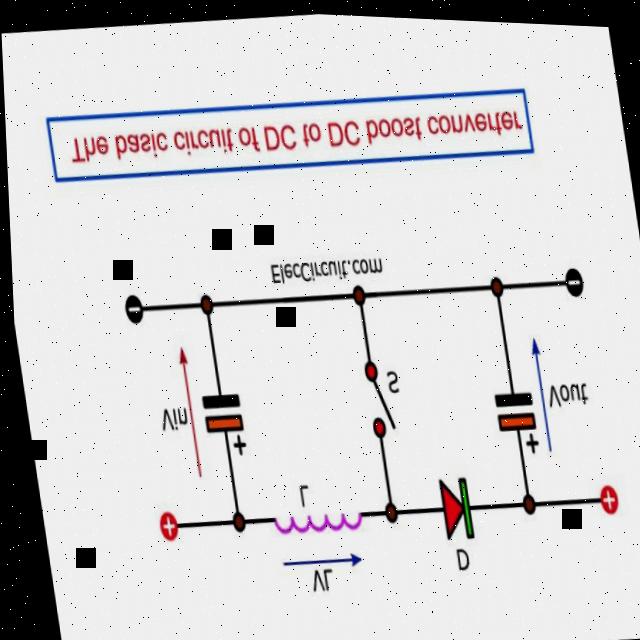 The basic circuit of DC to DC boost converter
ElecCircuit.com
Vin
+
S
Vout
+
L
+
+
VL
D